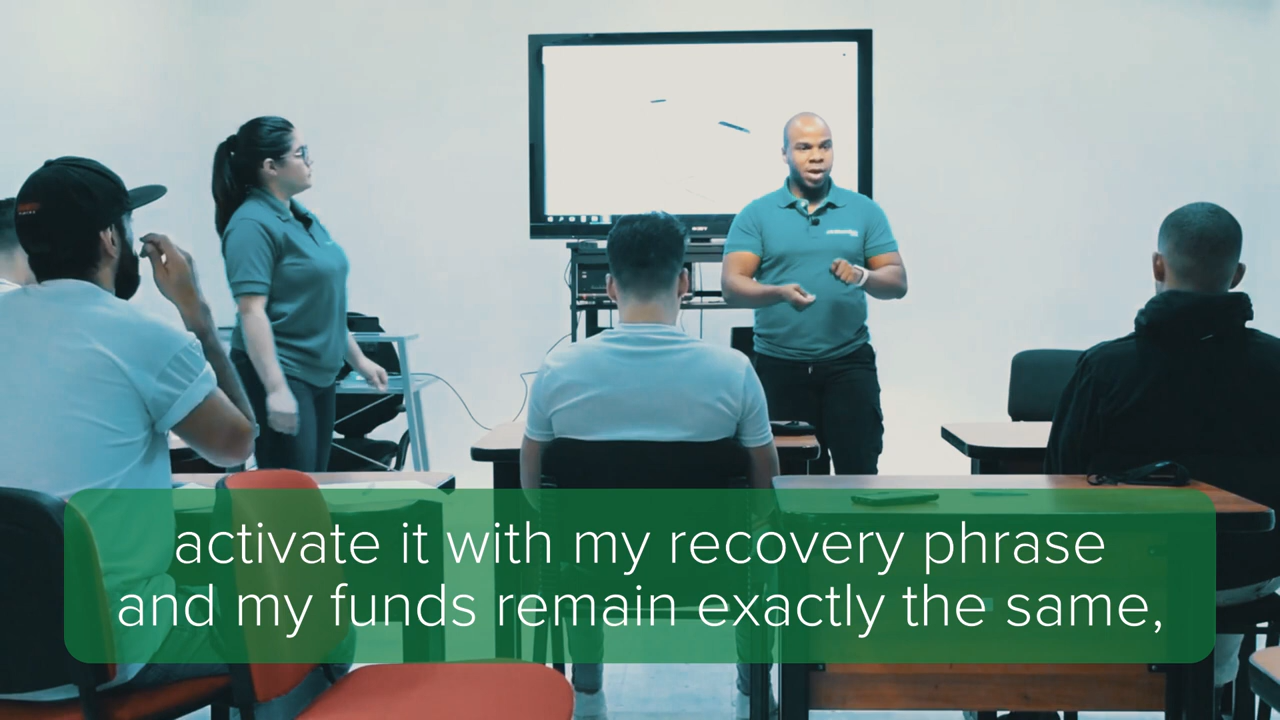 activate it with my recovery phrase
and my funds remain exactly the same,